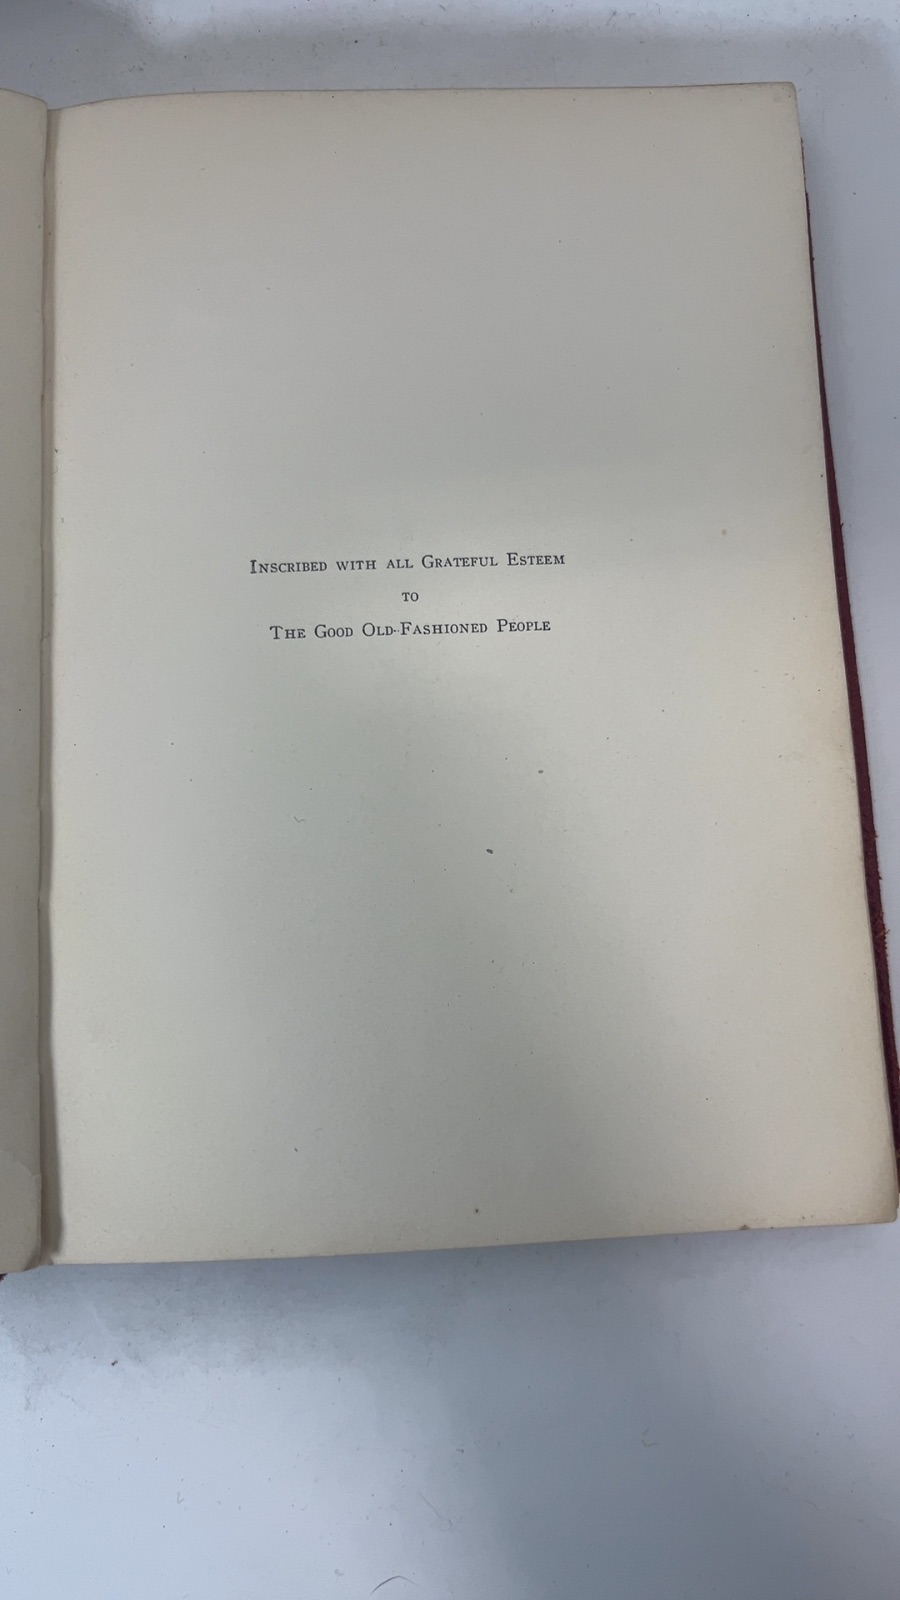 Inscribed with all Grateful Esteem
to
The Good Old-Fashioned People